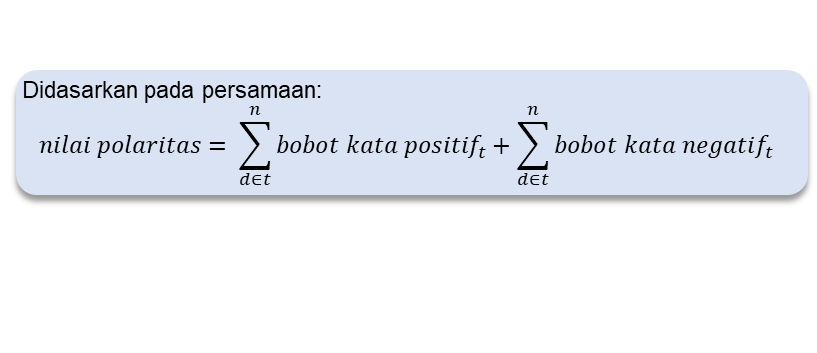 Didasarkan pada persamaan:
nilai polaritas = ∑_{d∈t}^{n} bobot kata positif_t + ∑_{d∈t}^{n} bobot kata negatif_t